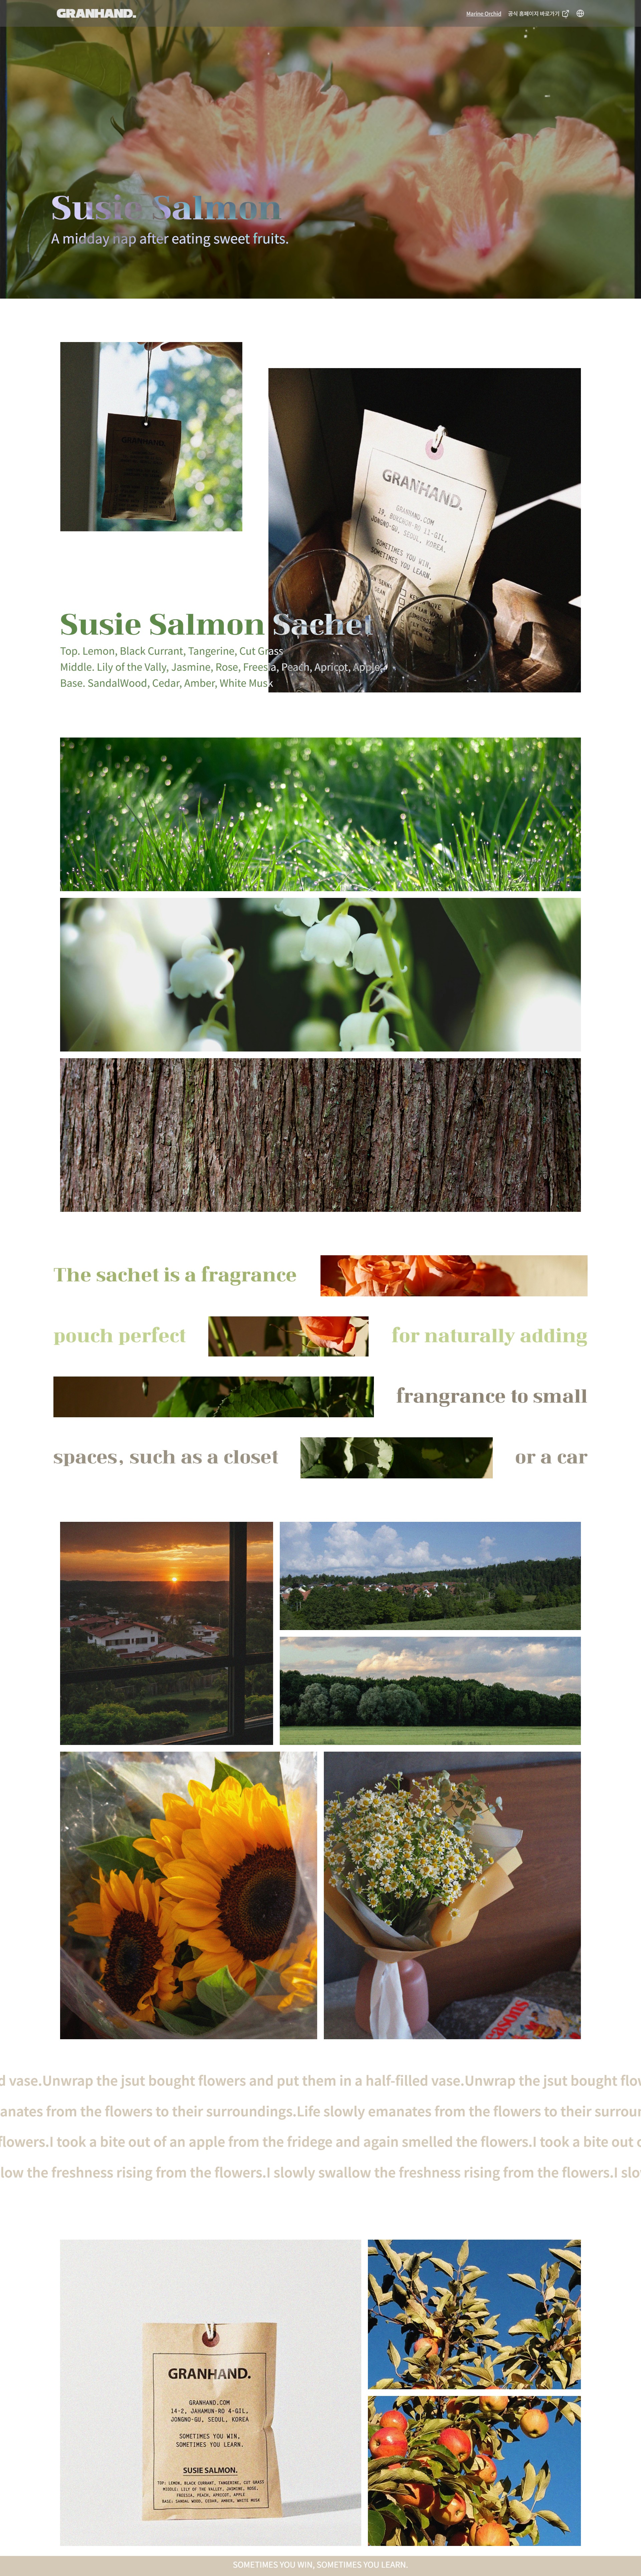 GRANHAND.
Marine Orchid 공식 홈페이지 바로가기
Susie Salmon
A midday nap after eating sweet fruits.
GRANHAND.
GRANHAND.COM
19, BUKCHON-RO 11-GIL,
JONGNO-GU, SEOUL, KOREA.
SOMETIMES YOU WIN,
SOMETIMES YOU LEARN.
Susie Salmon Sachet
Top. Lemon, Black Currant, Tangerine, Cut Grass
Middle. Lily of the Vally, Jasmine, Rose, Freesia, Peach, Apricot, Apple
Base. SandalWood, Cedar, Amber, White Musk
The sachet is a fragrance
pouch perfect for naturally adding
frangrance to small
spaces, such as a closet or a car
d vase.Unwrap the jsut bought flowers and put them in a half-filled vase.Unwrap the jsut bought flow
anates from the flowers to their surroundings.Life slowly emanates from the flowers to their surroun
flowers.I took a bite out of an apple from the fridege and again smelled the flowers.I took a bite out o
low the freshness rising from the flowers.I slowly swallow the freshness rising from the flowers.I slo
GRANHAND.
GRANHAND.COM
14-2, JAHAMUN-RO 4-GIL,
JONGNO-GU, SEOUL, KOREA
SOMETIMES YOU WIN,
SOMETIMES YOU LEARN.
SUSIE SALMON.
TOP: LEMON, BLACK CURRANT, TANGERINE, CUT GRASS
MIDDLE: LILY OF THE VALLEY, JASMINE, ROSE,
FREESIA, PEACH, APRICOT, APPLE
BASE: SANDAL WOOD, CEDAR, AMBER, WHITE MUSK
SOMETIMES YOU WIN, SOMETIMES YOU LEARN.